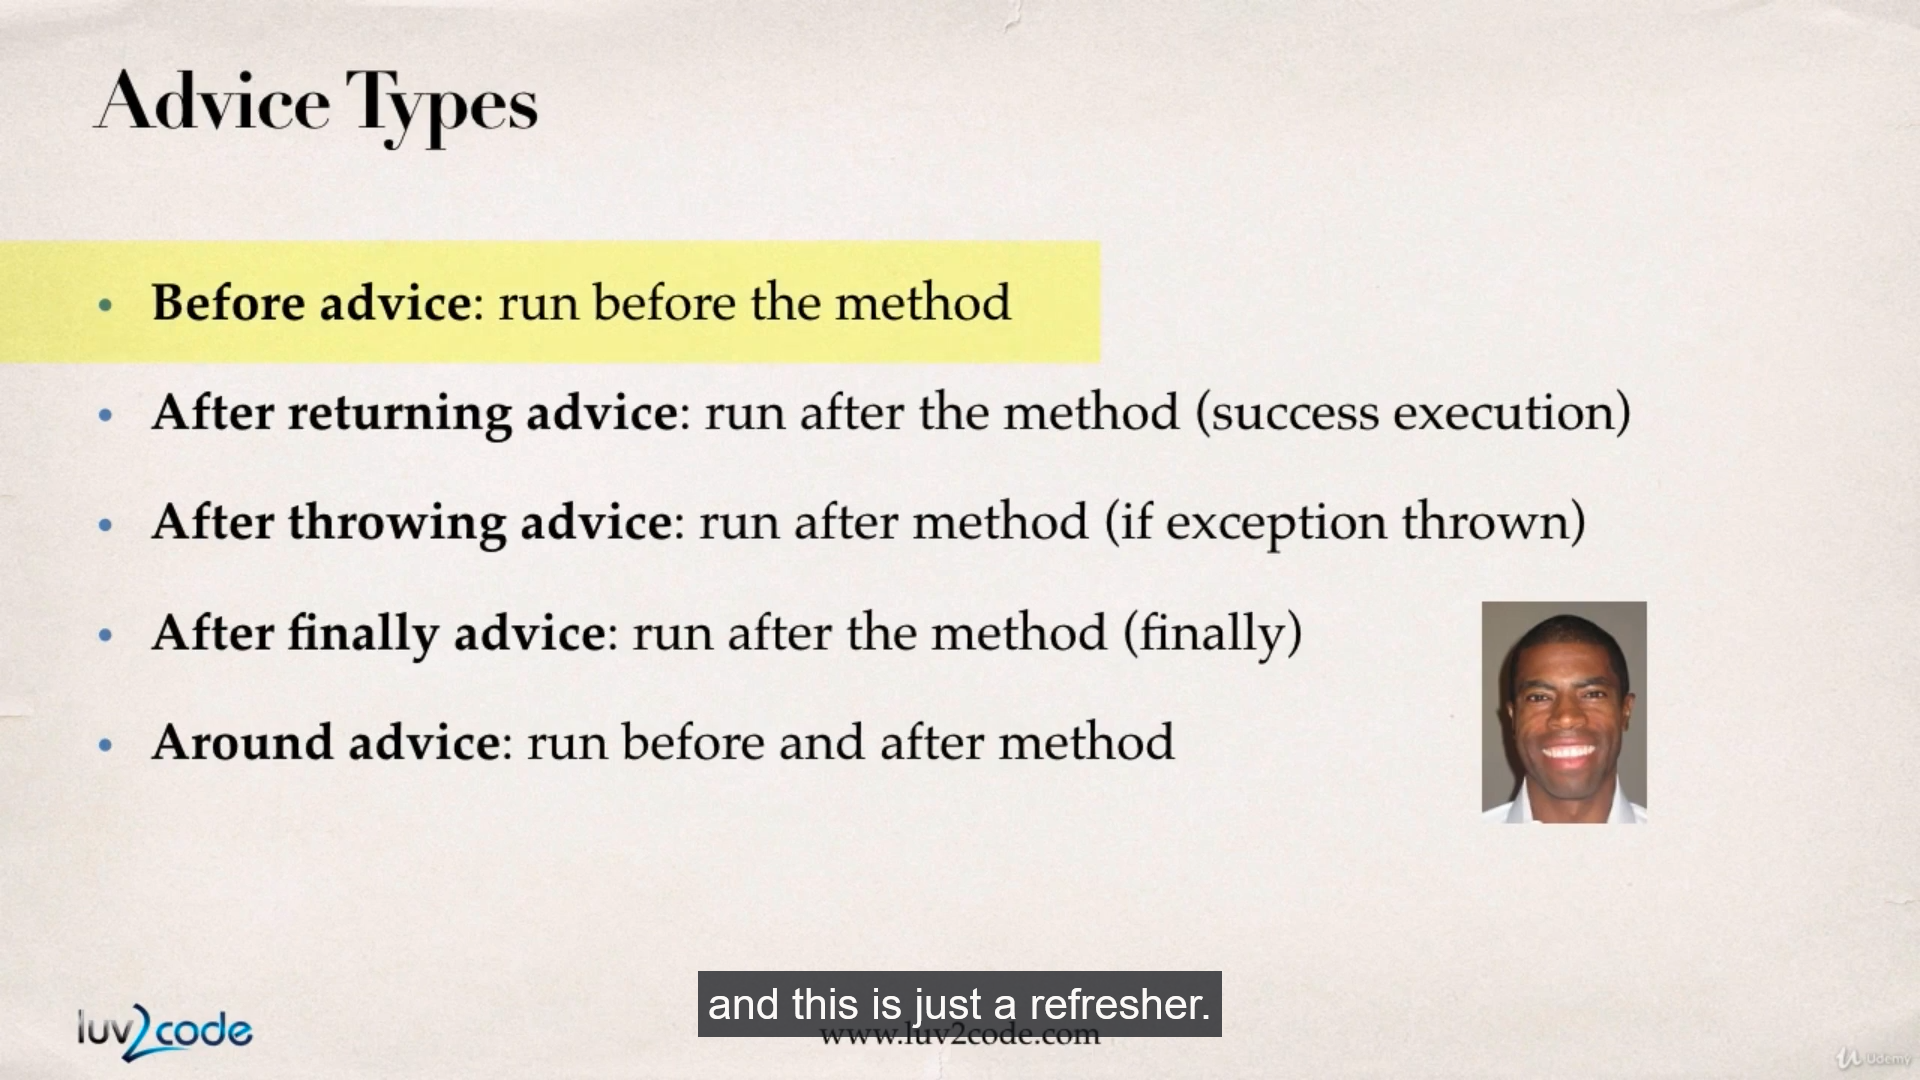 Advice Types
• Before advice: run before the method
• After returning advice: run after the method (success execution)
• After throwing advice: run after method (if exception thrown)
• After finally advice: run after the method (finally)
• Around advice: run before and after method
and this is just a refresher.
luv2code
www.luv2code.com
Udemy